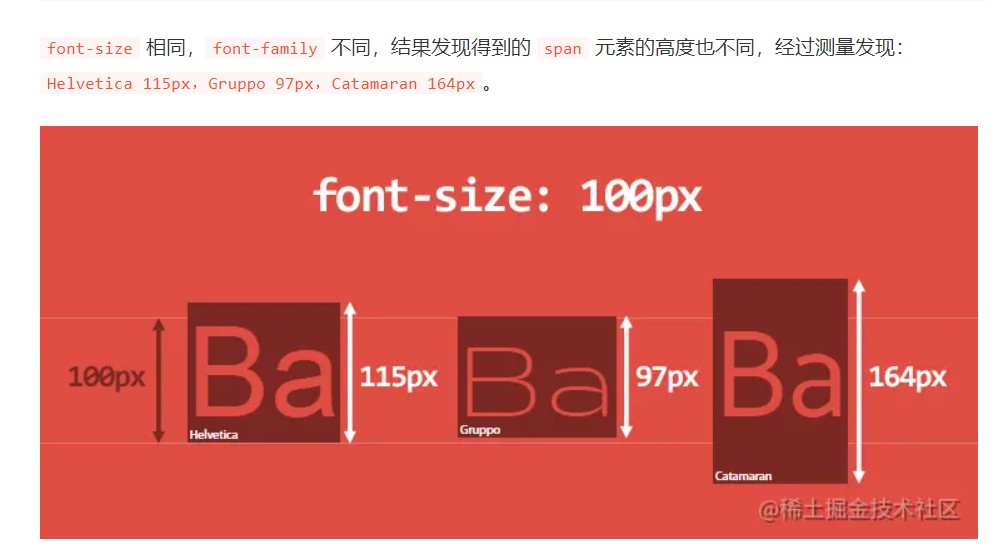 font-size 相同，font-family 不同，结果发现得到的 span 元素的高度也不同，经过测量发现：
Helvetica 115px，Gruppo 97px，Catamaran 164px 。
font-size: 100px
100px
Ba
Helvetica
115px
Ba
Gruppo
97px
Ba
Catamaran
164px
@稀土掘金技术社区